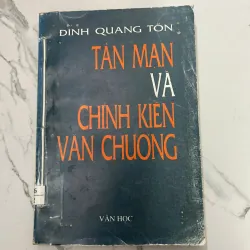 ĐINH QUANG TỐN
TẢN MẠN
VÀ
CHÍNH KIẾN
VĂN CHƯƠNG
VĂN HỌC